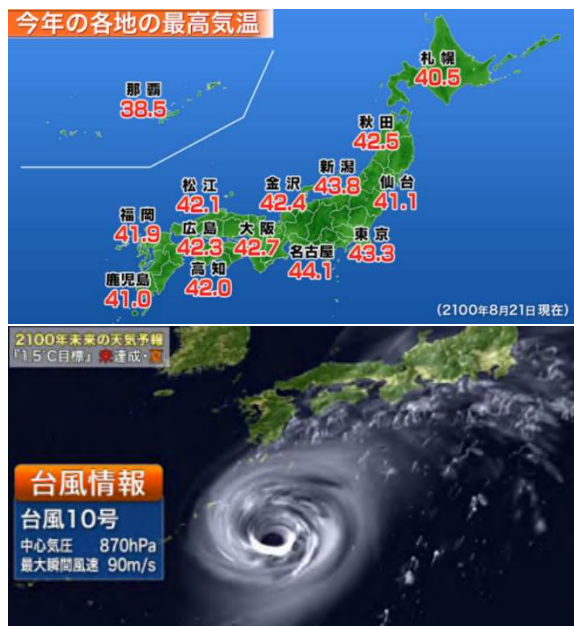 今年の各地の最高気温
札幌
40.5
那覇
38.5
秋田
42.5
新潟
43.8
仙台
41.1
金沢
42.4
松江
42.1
福岡
41.9
広島
42.3
大阪
42.7
東京
43.3
名古屋
44.1
高知
42.0
鹿児島
41.0
(2100年8月21日現在)
2100年未来の天気予報
『1.5℃目標』未達成・夏
台風情報
台風10号
中心気圧 870hPa
最大瞬間風速 90m/s